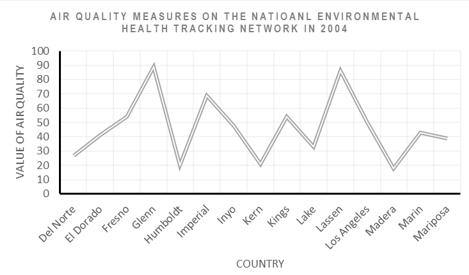 AIR QUALITY MEASURES ON THE NATIOANL ENVIRONMENTAL
HEALTH TRACKING NETWORK IN 2004
VALUE OF AIR QUALITY
100
90
80
70
60
50
40
30
20
10
0
Del Norte
El Dorado
Fresno
Glenn
Humboldt
Imperial
Inyo
Kern
Kings
Lake
Lassen
Los Angeles
Madera
Marin
Mariposa
COUNTRY